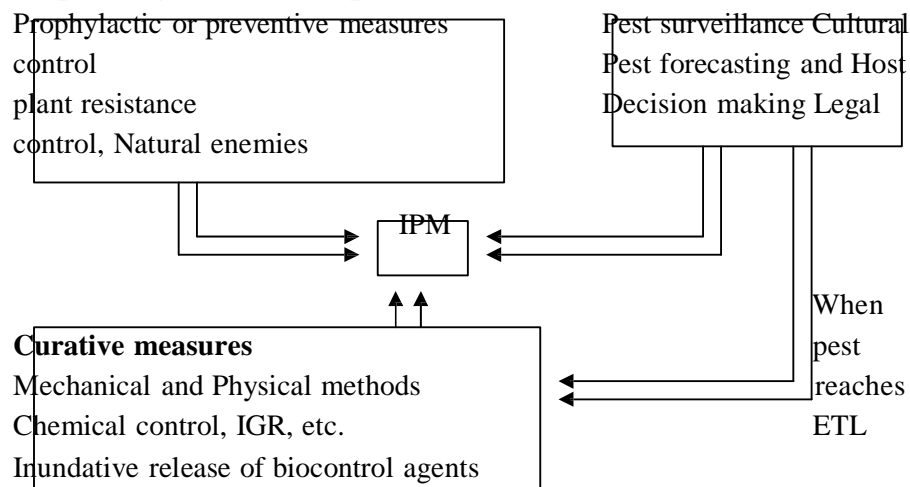 Prophylactic or preventive measures
control
plant resistance
control, Natural enemies
Pest surveillance Cultural
Pest forecasting and Host
Decision making Legal
IPM
When
pest
reaches
ETL
Curative measures
Mechanical and Physical methods
Chemical control, IGR, etc.
Inundative release of biocontrol agents